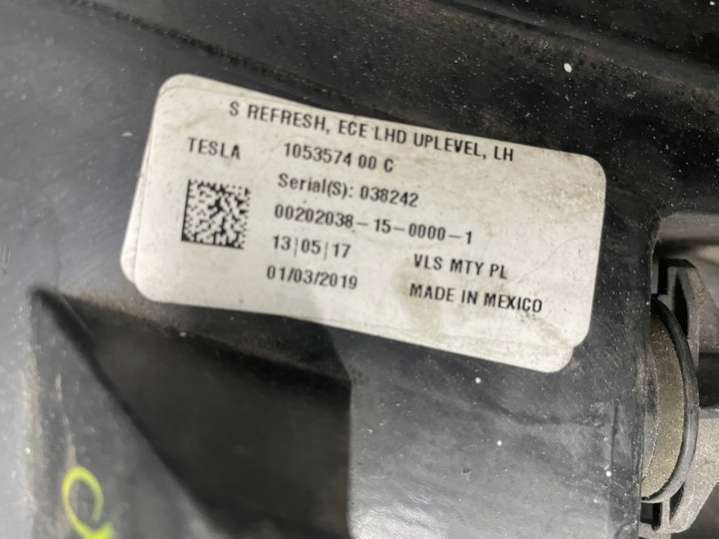 S REFRESH, ECE LHD UPLEVEL, LH
TESLA 1053574 00 C
Serial(S): 038242
00202038-15-0000-1
13|05|17 VLS MTY PL
01/03/2019 MADE IN MEXICO